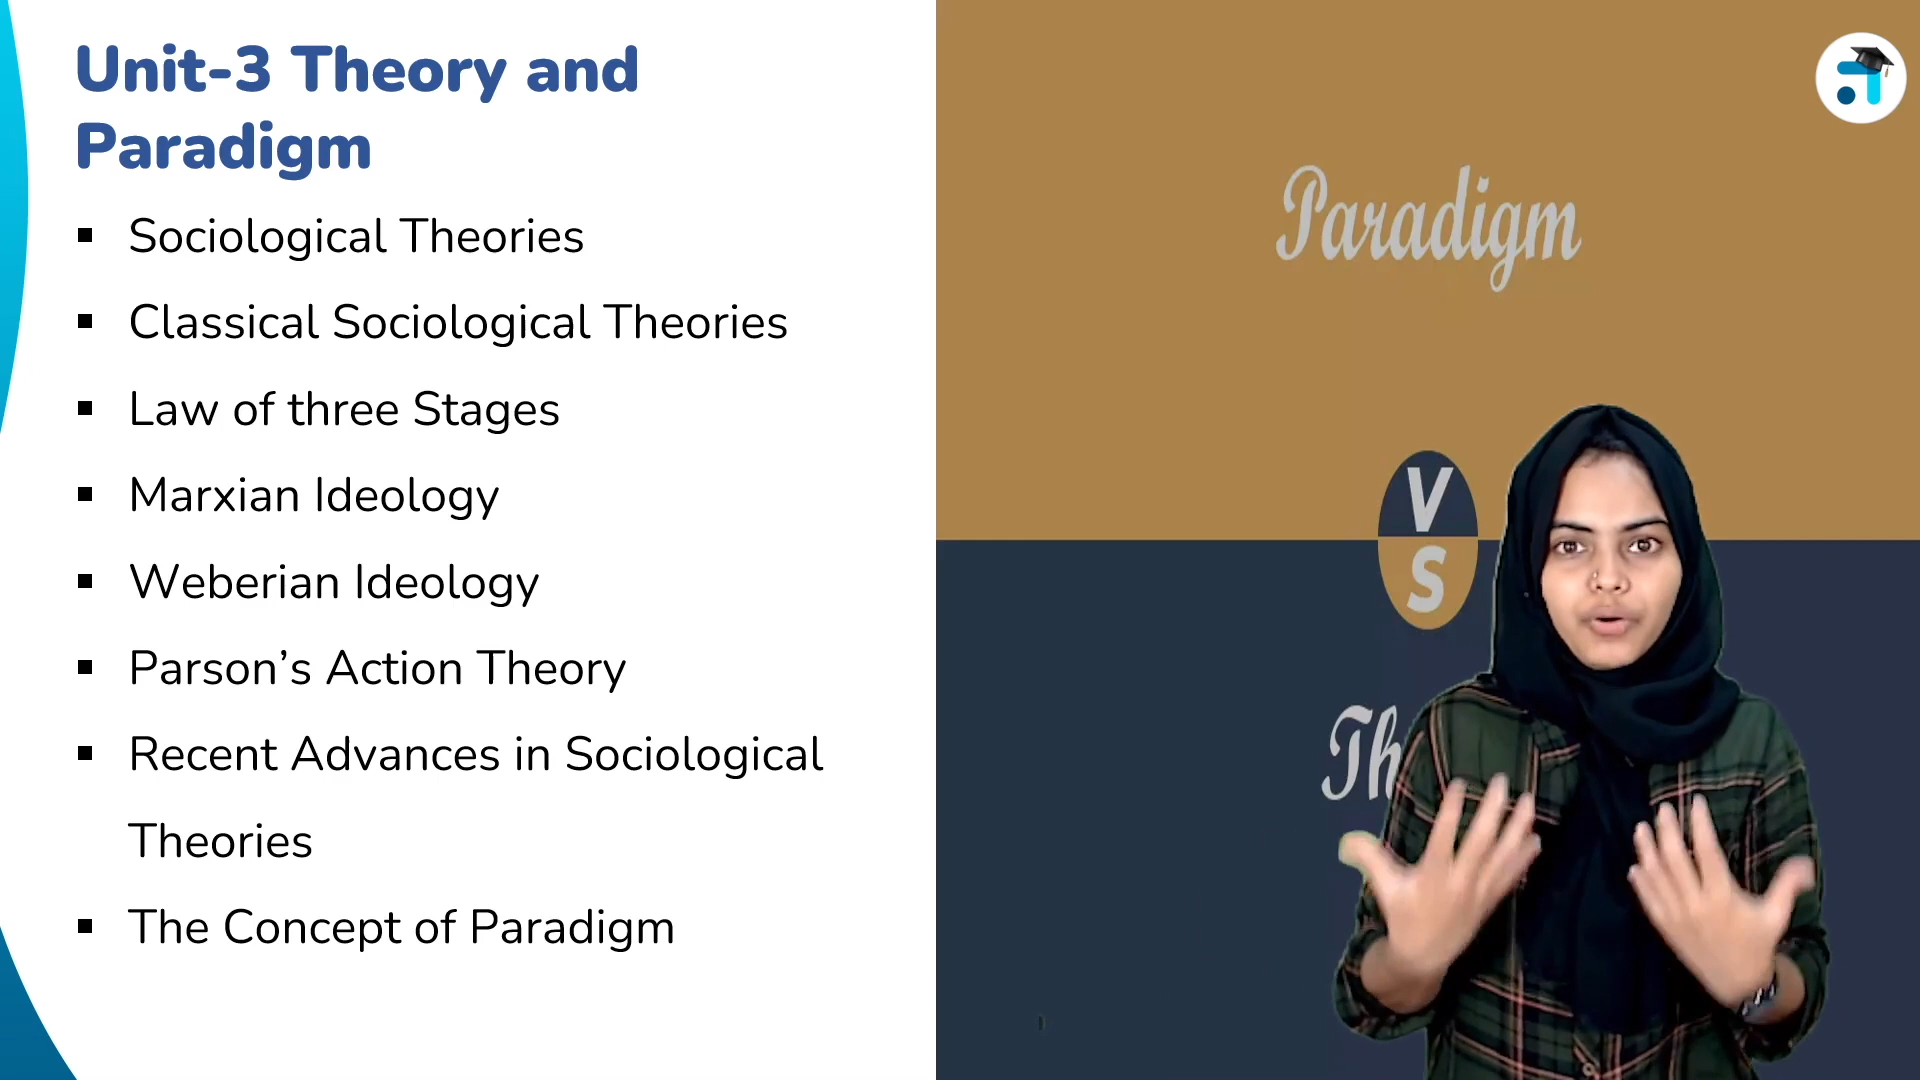 Unit-3 Theory and
Paradigm
▪ Sociological Theories
▪ Classical Sociological Theories
▪ Law of three Stages
▪ Marxian Ideology
▪ Weberian Ideology
▪ Parson’s Action Theory
▪ Recent Advances in Sociological
Theories
▪ The Concept of Paradigm
Paradigm
V
S
Th